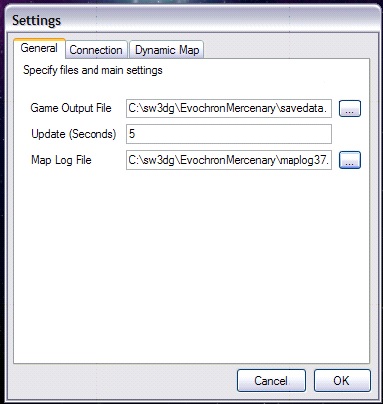 Settings
General Connection Dynamic Map
Specify files and main settings
Game Output File C:\sw3dg\EvochronMercenary\savedata. ...
Update (Seconds) 5
Map Log File C:\sw3dg\EvochronMercenary\maplog37. ...
Cancel OK